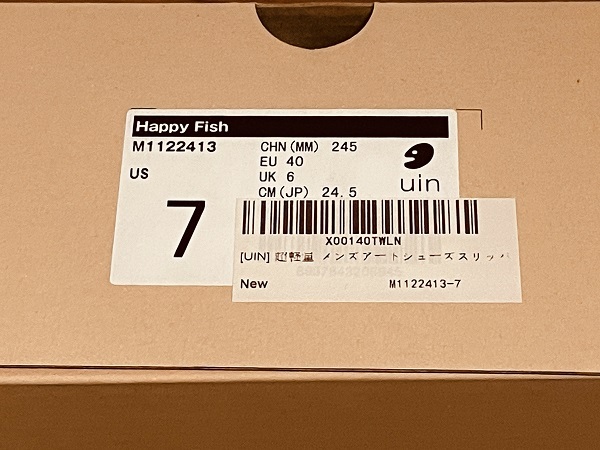 Happy Fish
M1122413
US
7
CHN(MM) 245
EU 40
UK 6
CM(JP) 24.5
uin
X00140TWLN
[UIN] 超軽量 メンズアートシューズスリッパ
New
M1122413-7